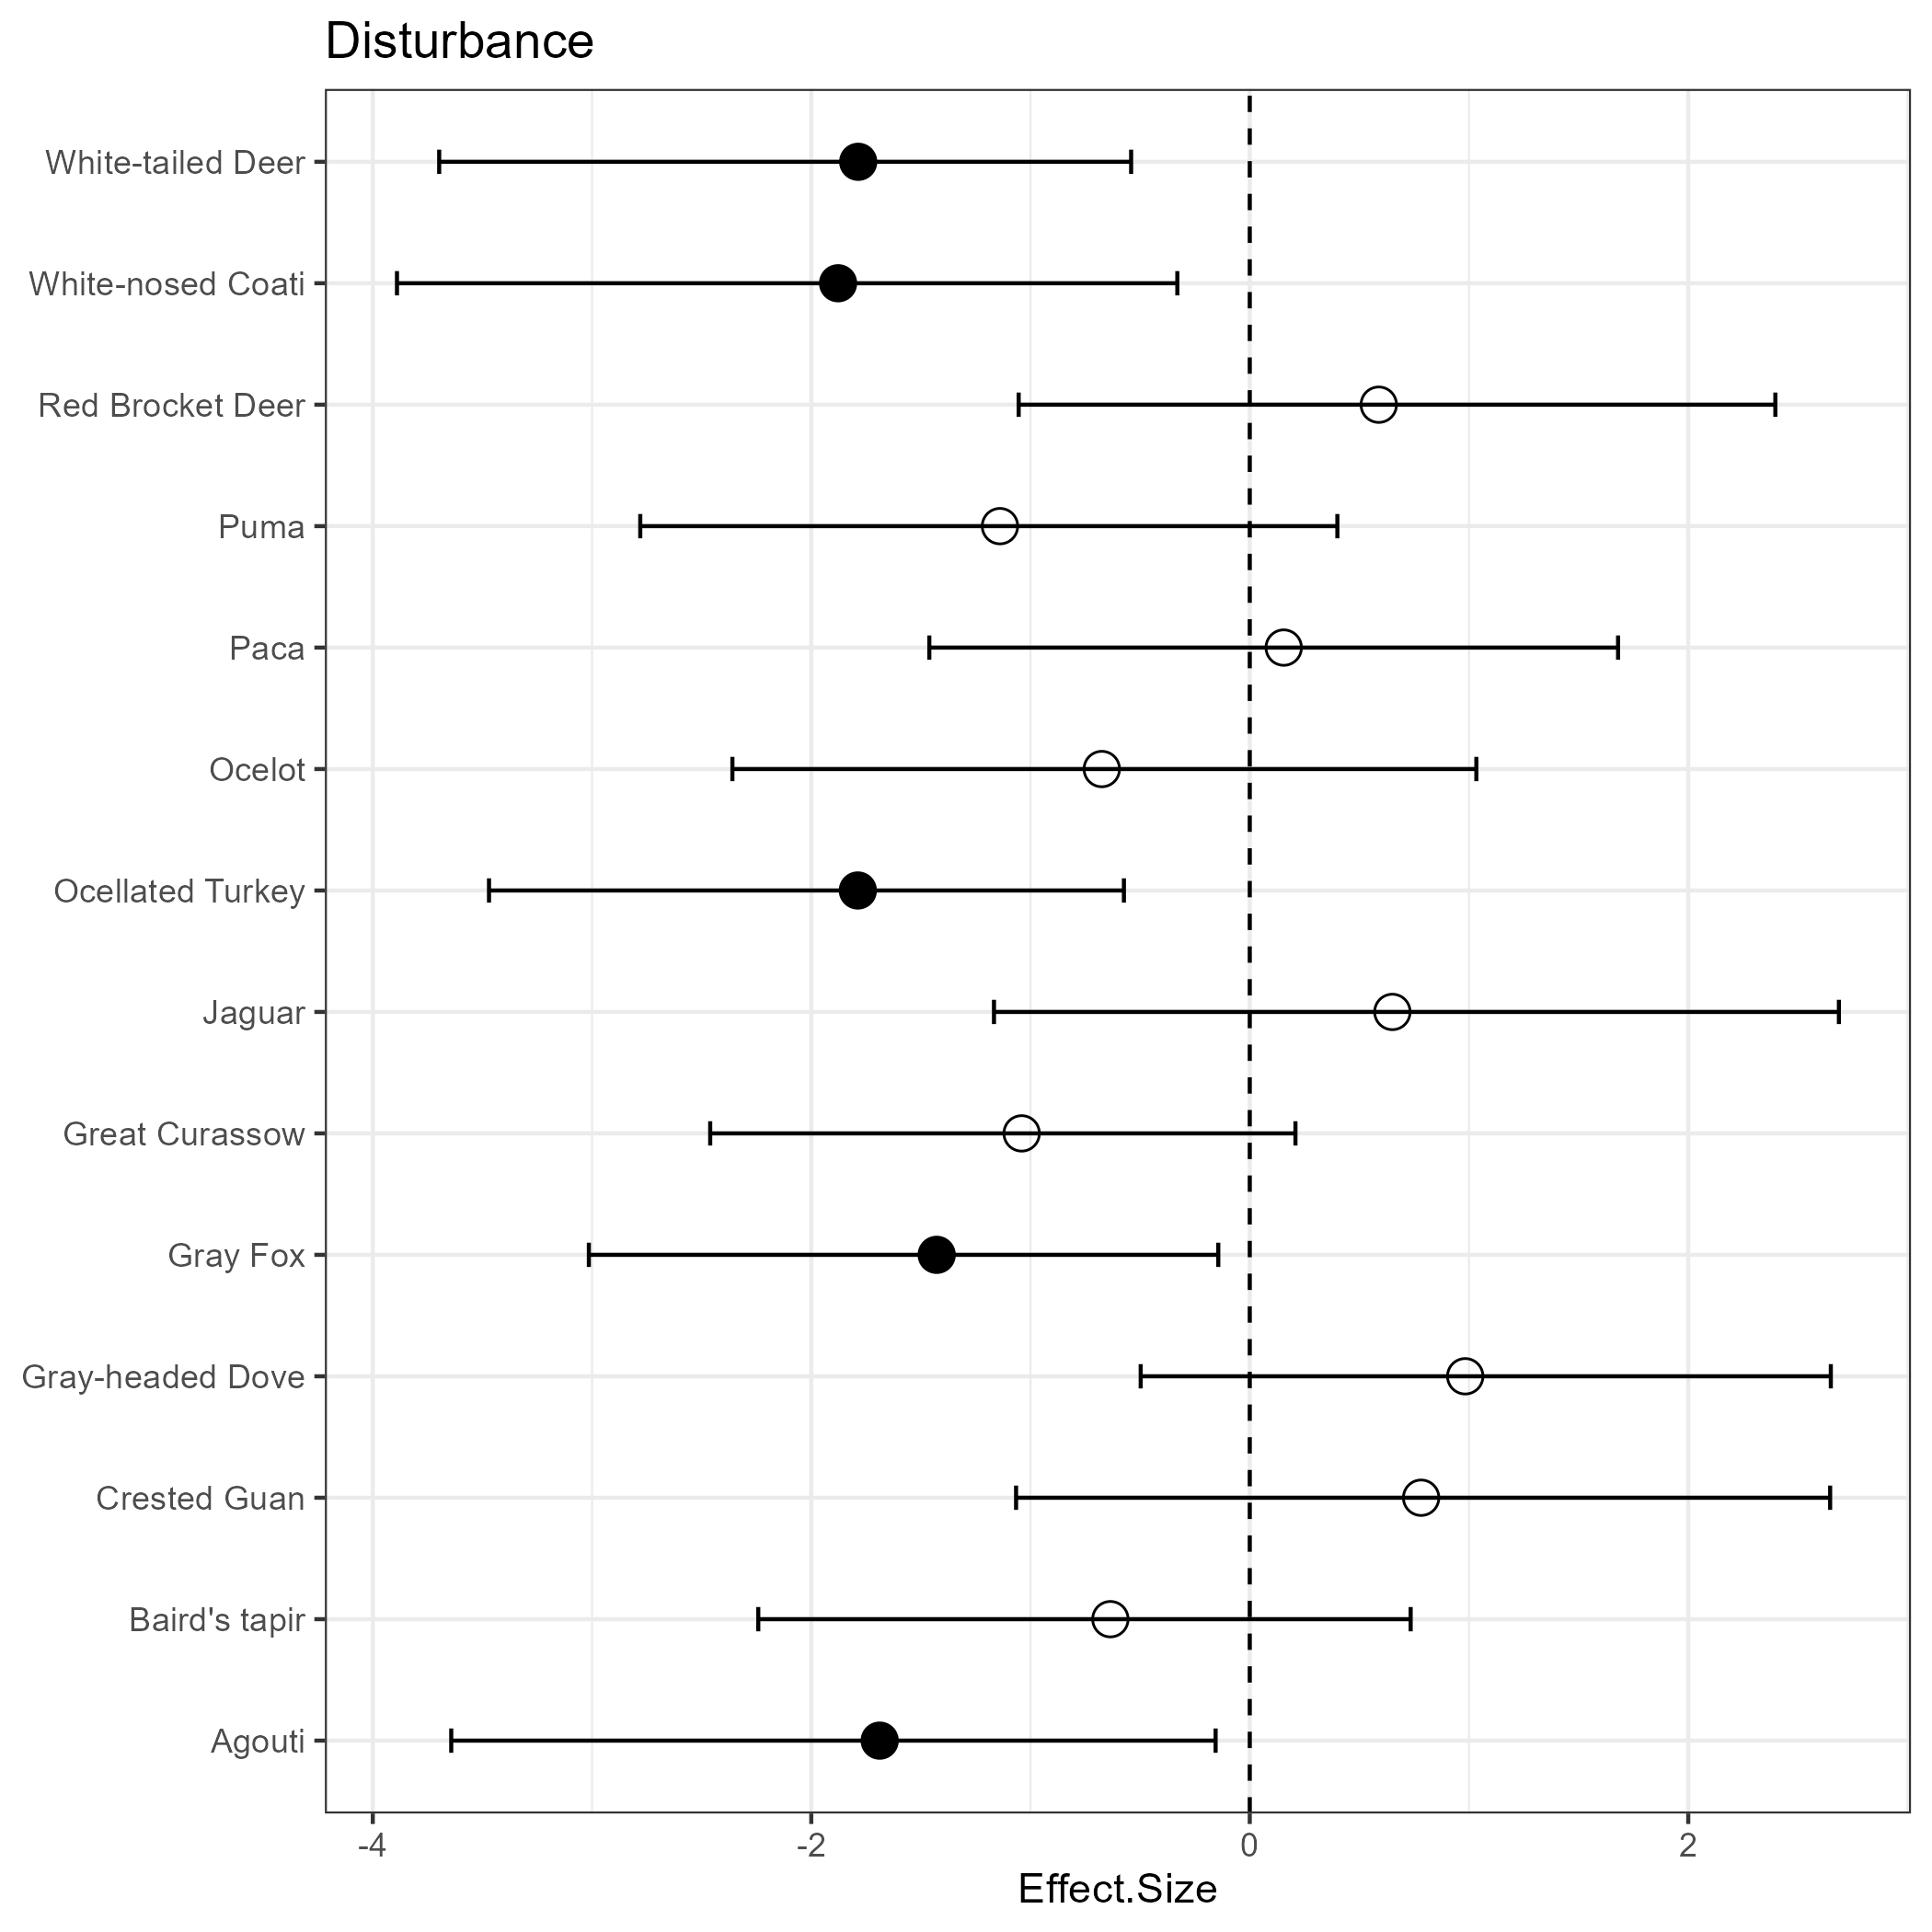 Disturbance
White-tailed Deer
White-nosed Coati
Red Brocket Deer
Puma
Paca
Ocelot
Ocellated Turkey
Jaguar
Great Curassow
Gray Fox
Gray-headed Dove
Crested Guan
Baird's tapir
Agouti
-4 -2 0 2
Effect.Size